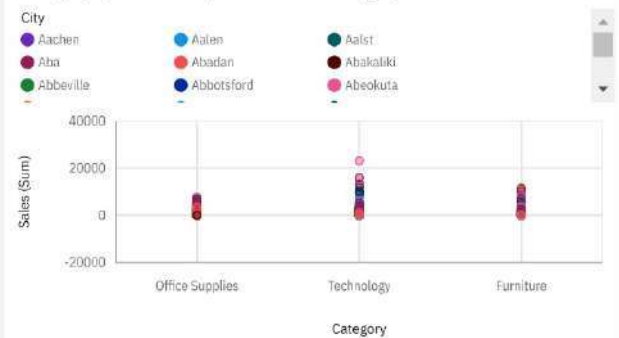 City
Aachen Aalen Aalst
Aba Abadan Abakaliki
Abbeville Abbotsford Abeokuta
40000
20000
0
-20000
Sales (Sum)
Office Supplies Technology Furniture
Category